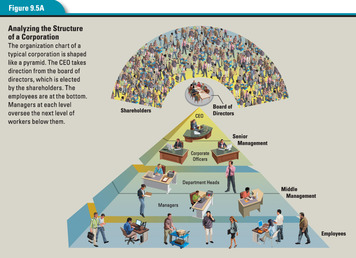 Figure 9.5A
Analyzing the Structure
of a Corporation
The organization chart of a
typical corporation is shaped
like a pyramid. The CEO takes
direction from the board of
directors, which is elected
by the shareholders. The
employees are at the bottom.
Managers at each level
oversee the next level of
workers below them.
Shareholders
Board of
Directors
CEO
Senior
Management
Corporate
Officers
Department Heads
Middle
Management
Managers
Employees